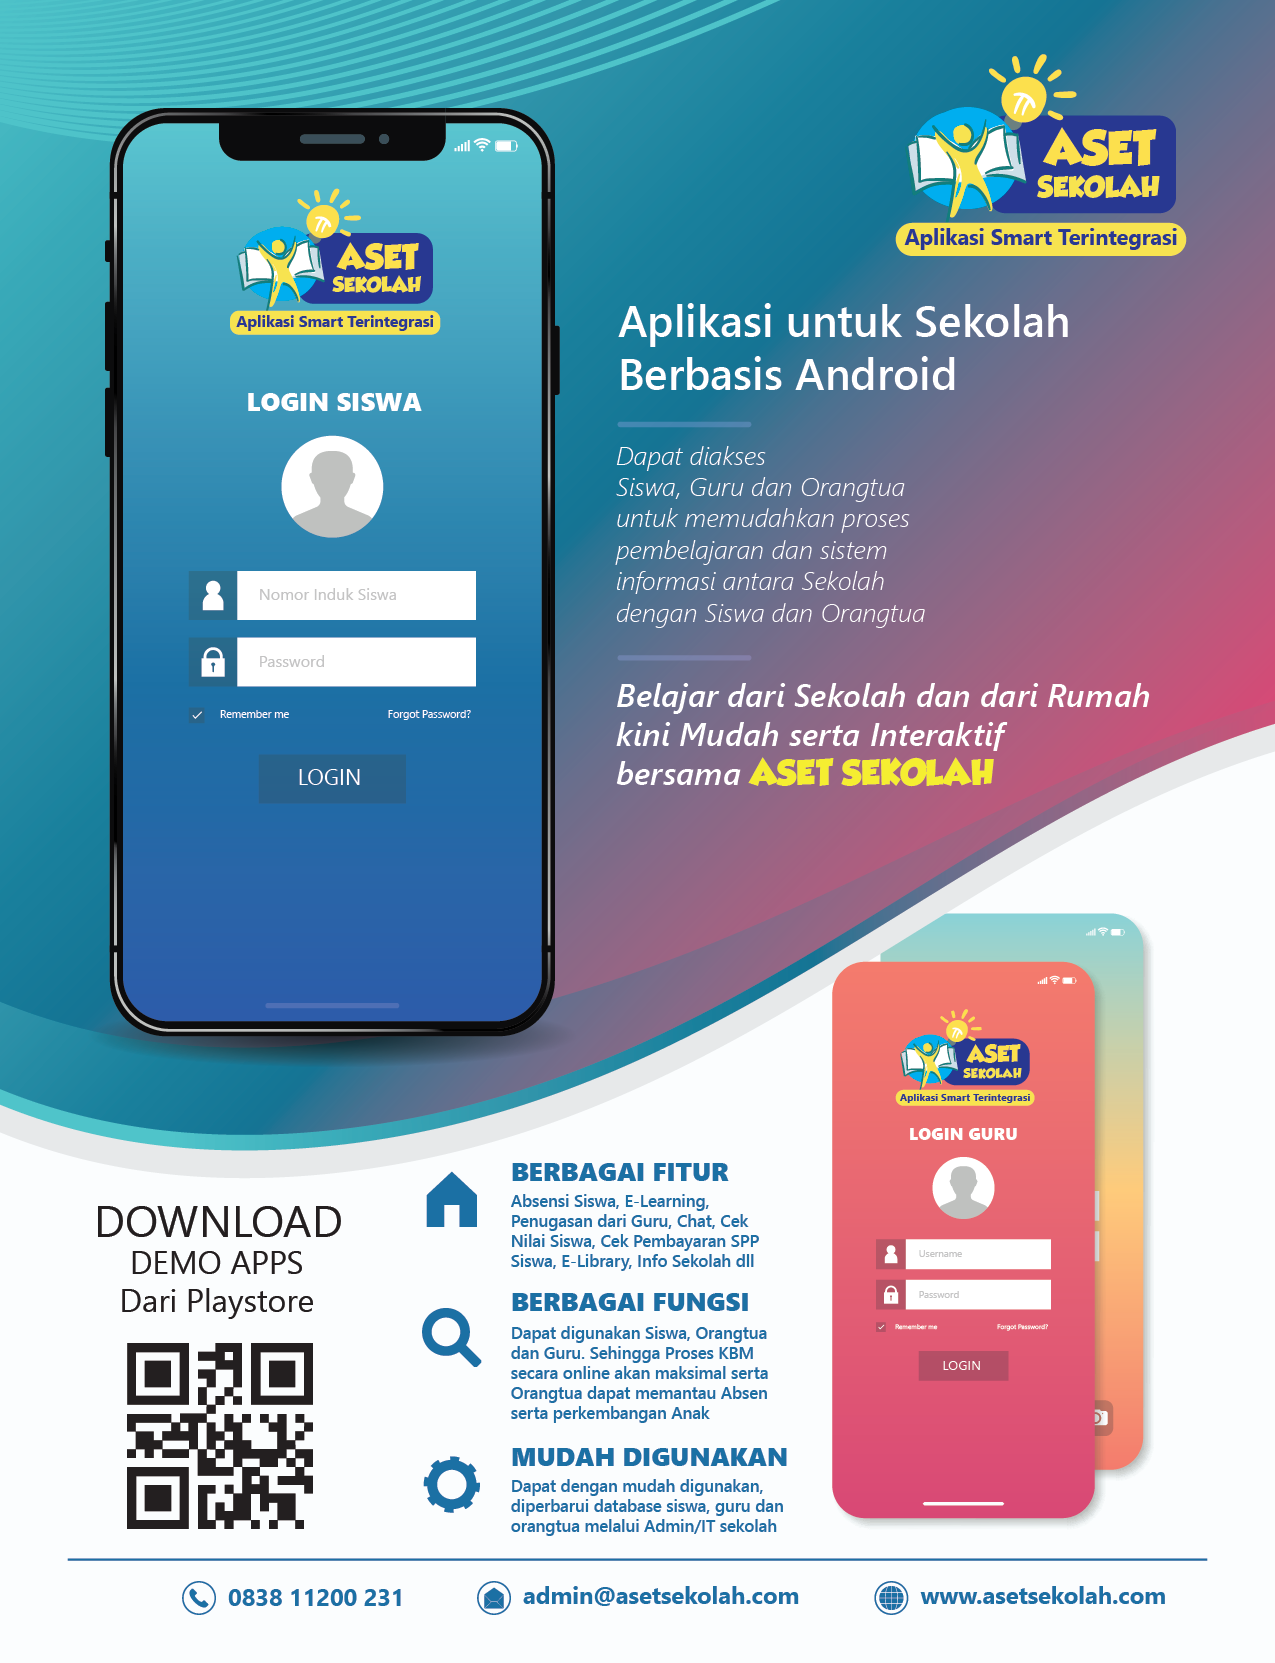 ASET
SEKOLAH
Aplikasi Smart Terintegrasi
LOGIN SISWA
Nomor Induk Siswa
Password
Remember me
Forgot Password?
LOGIN
ASET
SEKOLAH
Aplikasi Smart Terintegrasi
Aplikasi untuk Sekolah
Berbasis Android
Dapat diakses
Siswa, Guru dan Orangtua
untuk memudahkan proses
pembelajaran dan sistem
informasi antara Sekolah
dengan Siswa dan Orangtua
Belajar dari Sekolah dan dari Rumah
kini Mudah serta Interaktif
bersama ASET SEKOLAH
DOWNLOAD
DEMO APPS
Dari Playstore
BERBAGAI FITUR
Absensi Siswa, E-Learning,
Penugasan dari Guru, Chat, Cek
Nilai Siswa, Cek Pembayaran SPP
Siswa, E-Library, Info Sekolah dll
BERBAGAI FUNGSI
Dapat digunakan Siswa, Orangtua
dan Guru. Sehingga Proses KBM
secara online akan maksimal serta
Orangtua dapat memantau Absen
serta perkembangan Anak
MUDAH DIGUNAKAN
Dapat dengan mudah digunakan,
diperbarui database siswa, guru dan
orangtua melalui Admin/IT sekolah
ASET
SEKOLAH
Aplikasi Smart Terintegrasi
LOGIN GURU
Username
Password
Remember me
Forgot Password?
LOGIN
0838 11200 231
admin@asetsekolah.com
www.asetsekolah.com